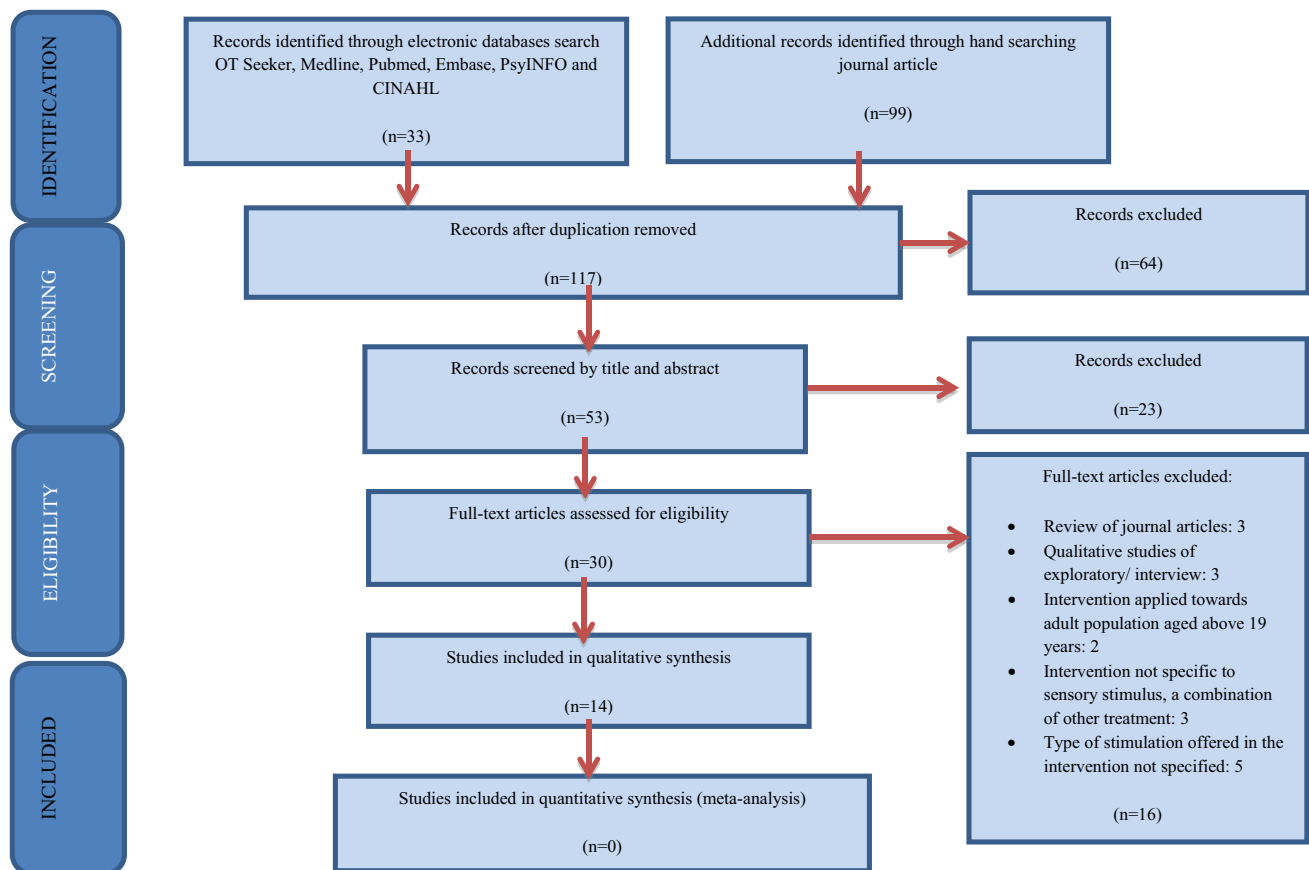 IDENTIFICATION
Records identified through electronic databases search
OT Seeker, Medline, Pubmed, Embase, PsyINFO and
CINAHL
(n=33)
Additional records identified through hand searching
journal article
(n=99)
Records after duplication removed
(n=117)
Records excluded
(n=64)
SCREENING
Records screened by title and abstract
(n=53)
Records excluded
(n=23)
ELIGIBILITY
Full-text articles assessed for eligibility
(n=30)
Full-text articles excluded:
• Review of journal articles: 3
• Qualitative studies of
exploratory/ interview: 3
• Intervention applied towards
adult population aged above 19
years: 2
• Intervention not specific to
sensory stimulus, a combination
of other treatment: 3
• Type of stimulation offered in the
intervention not specified: 5
(n=16)
INCLUDED
Studies included in qualitative synthesis
(n=14)
Studies included in quantitative synthesis (meta-analysis)
(n=0)